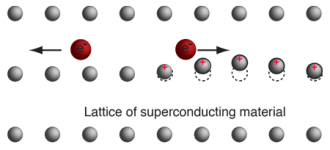 e- e-
+ + + + +
Lattice of superconducting material